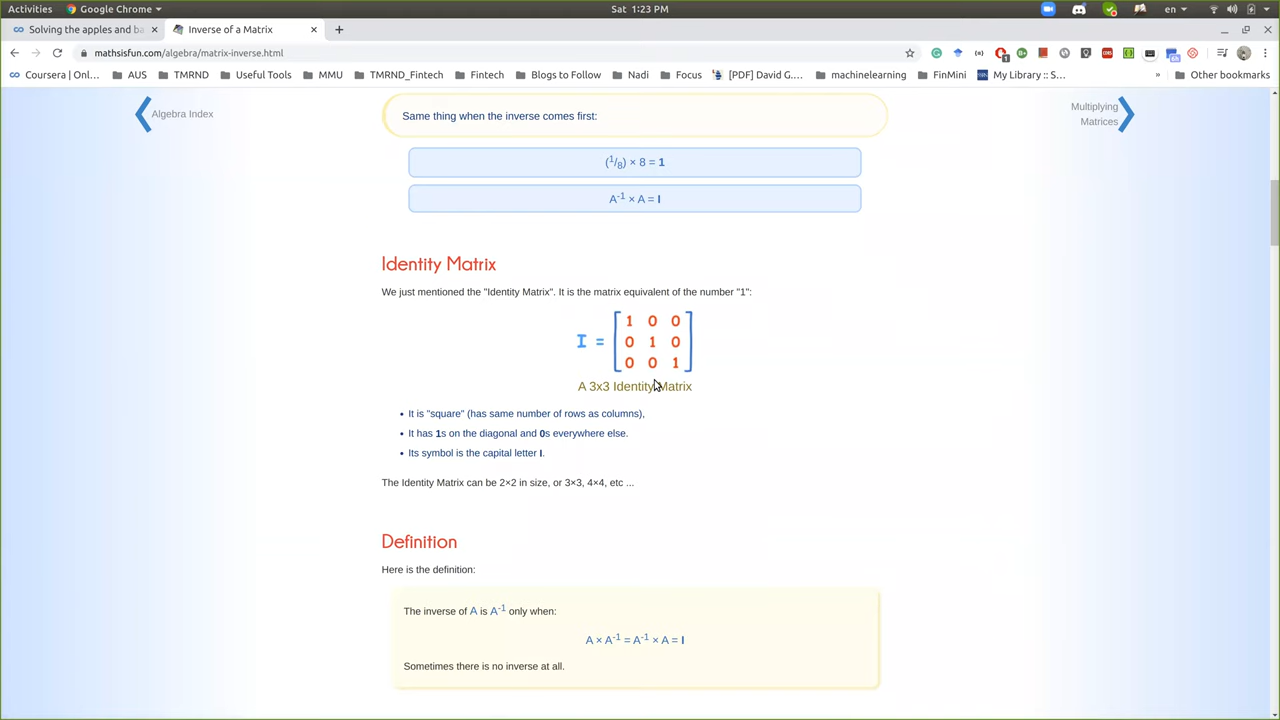 Activities Google Chrome Sat 1:23 PM en
Solving the apples and ba Inverse of a Matrix
mathsisfun.com/algebra/matrix-inverse.html
Coursera | Onl… AUS TMRND Useful Tools MMU TMRND_Fintech Fintech Blogs to Follow Nadi Focus [PDF] David G.… machinelearning FinMini My Library :: S… » Other bookmarks
Algebra Index
Multiplying
Matrices
Same thing when the inverse comes first:
(1/8) × 8 = 1
A-1 × A = I
Identity Matrix
We just mentioned the "Identity Matrix". It is the matrix equivalent of the number "1":
1 0 0
I = 0 1 0
0 0 1
A 3x3 Identity Matrix
• It is "square" (has same number of rows as columns),
• It has 1s on the diagonal and 0s everywhere else.
• Its symbol is the capital letter I.
The Identity Matrix can be 2×2 in size, or 3×3, 4×4, etc ...
Definition
Here is the definition:
The inverse of A is A-1 only when:
A × A-1 = A-1 × A = I
Sometimes there is no inverse at all.